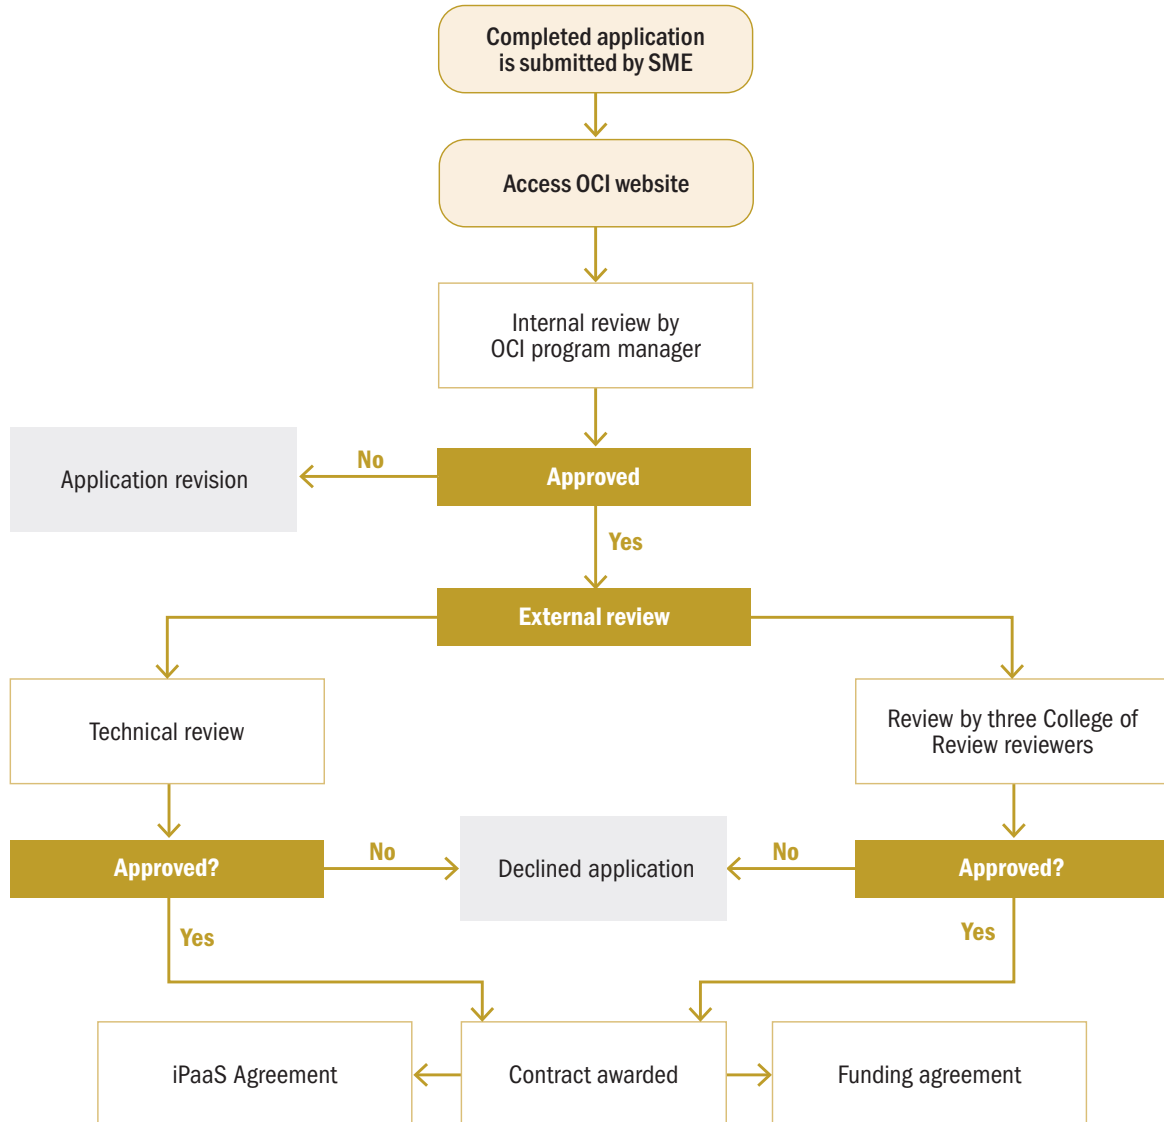 Completed application
is submitted by SME
Access OCI website
Internal review by
OCI program manager
Application revision
No
Approved
Yes
External review
Technical review
Review by three College of
Review reviewers
Approved?
No
Declined application
No
Approved?
Yes
Yes
iPaaS Agreement
Contract awarded
Funding agreement